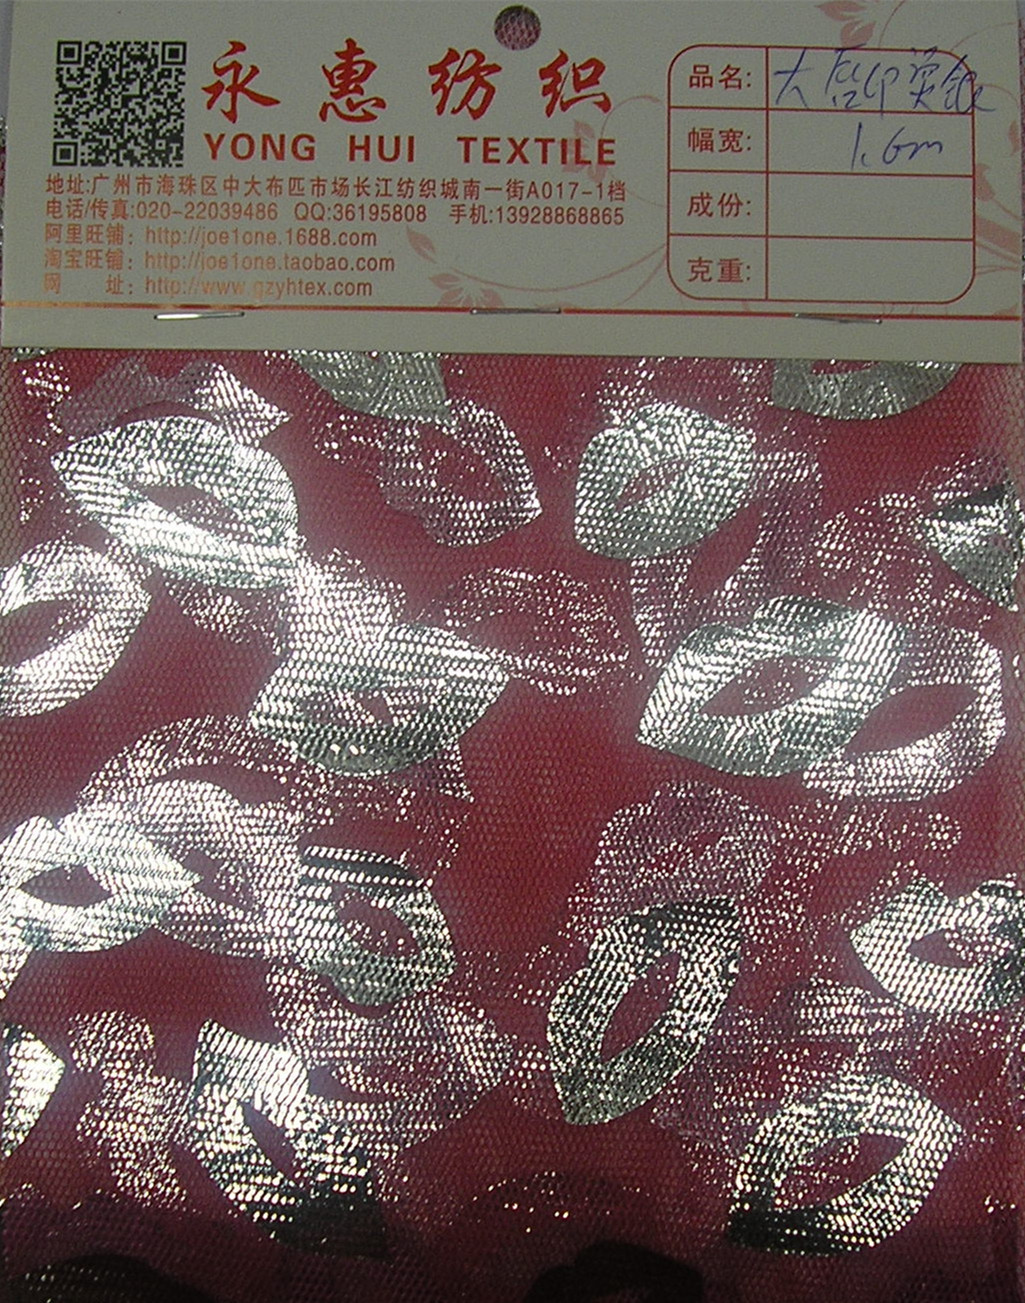 永惠纺织
YONG HUI TEXTILE
地址:广州市海珠区中大布匹市场长江纺织城南一街A017-1档
电话/传真:020-22039486 QQ:36195808 手机:13928868865
阿里旺铺: http://joe1one.1688.com
淘宝旺铺: http://joe1one.taobao.com
网 址: http://www.gzyhtex.com
品名:
幅宽: 1.6m
成份:
克重: